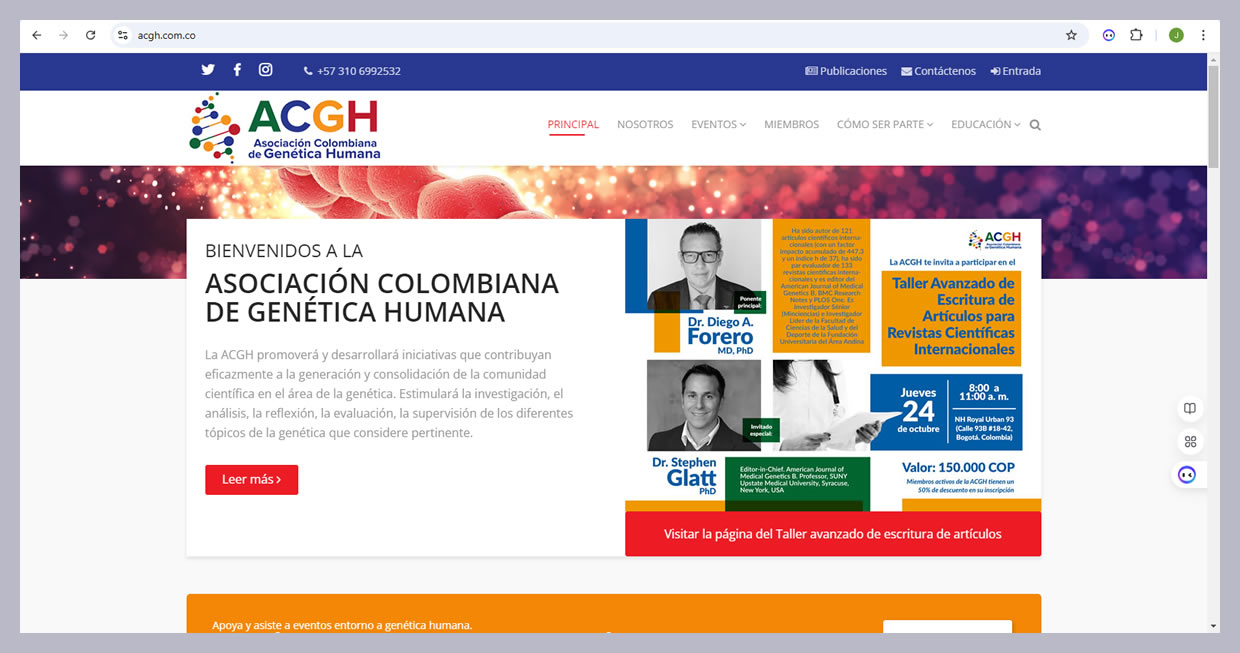 acgh.com.co
J
+57 310 6992532
Publicaciones
Contáctenos
Entrada
ACGH
Asociación Colombiana
de Genética Humana
PRINCIPAL
NOSOTROS
EVENTOS
MIEMBROS
CÓMO SER PARTE
EDUCACIÓN
BIENVENIDOS A LA
ASOCIACIÓN COLOMBIANA
DE GENÉTICA HUMANA
La ACGH promoverá y desarrollará iniciativas que contribuyan
eficazmente a la generación y consolidación de la comunidad
científica en el área de la genética. Estimulará la investigación, el
análisis, la reflexión, la evaluación, la supervisión de los diferentes
tópicos de la genética que considere pertinente.
Leer más
Ponente
principal:
Dr. Diego A.
Forero
MD, PhD
Ha sido autor de 121
artículos científicos interna-
cionales (con un factor
impacto acumulado de 447.3
y un índice h de 37), ha sido
par evaluador de 133
revistas científicas interna-
cionales y es editor del
American Journal of Medical
Genetics B, BMC Research
Notes y PLOS One. Es
Investigador Sénior
(Minciencias) e Investigador
Líder de la Facultad de
Ciencias de la Salud y del
Deporte de la Fundación
Universitaria del Área Andina
ACGH
Asociación Colombiana
de Genética Humana
La ACGH te invita a participar en el
Taller Avanzado de
Escritura de
Artículos para
Revistas Científicas
Internacionales
Invitado
especial:
Dr. Stephen
Glatt
PhD
Editor-in-Chief, American Journal of
Medical Genetics B. Professor, SUNY
Upstate Medical University, Syracuse,
New York, USA
Jueves
24
de octubre
8:00 a
11:00 a. m.
NH Royal Urban 93
(Calle 93B #18-42,
Bogotá. Colombia)
Valor: 150.000 COP
Miembros activos de la ACGH tienen un
50% de descuento en su inscripción
Visitar la página del Taller avanzado de escritura de artículos
Apoya y asiste a eventos entorno a genética humana.